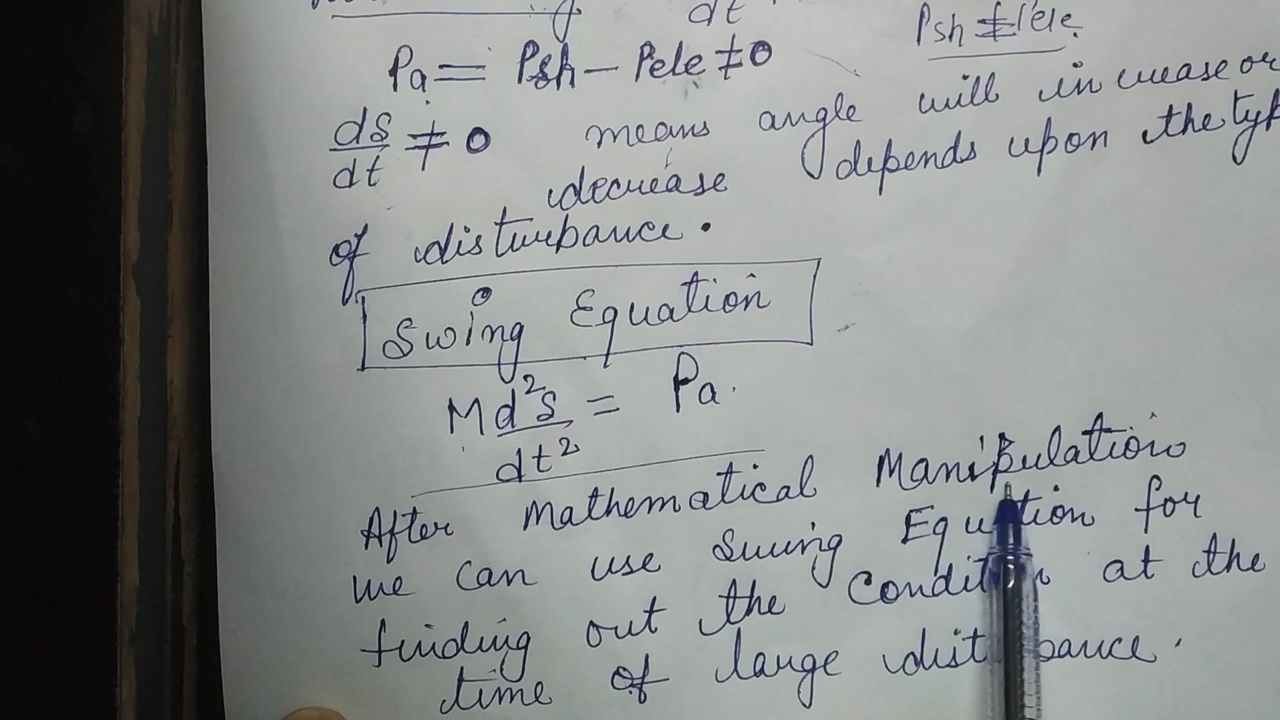 dt
Psh ≠ Pele.
Pa = Psh - Pele ≠ 0
dδ/dt ≠ 0 means angle will increase or
decrease depends upon the
of disturbance.
Swing Equation
M d²δ/dt² = Pa.
After Mathematical Manipulation
we can use Swing Equation for
finding out the Condition at the
time of large disturbance.